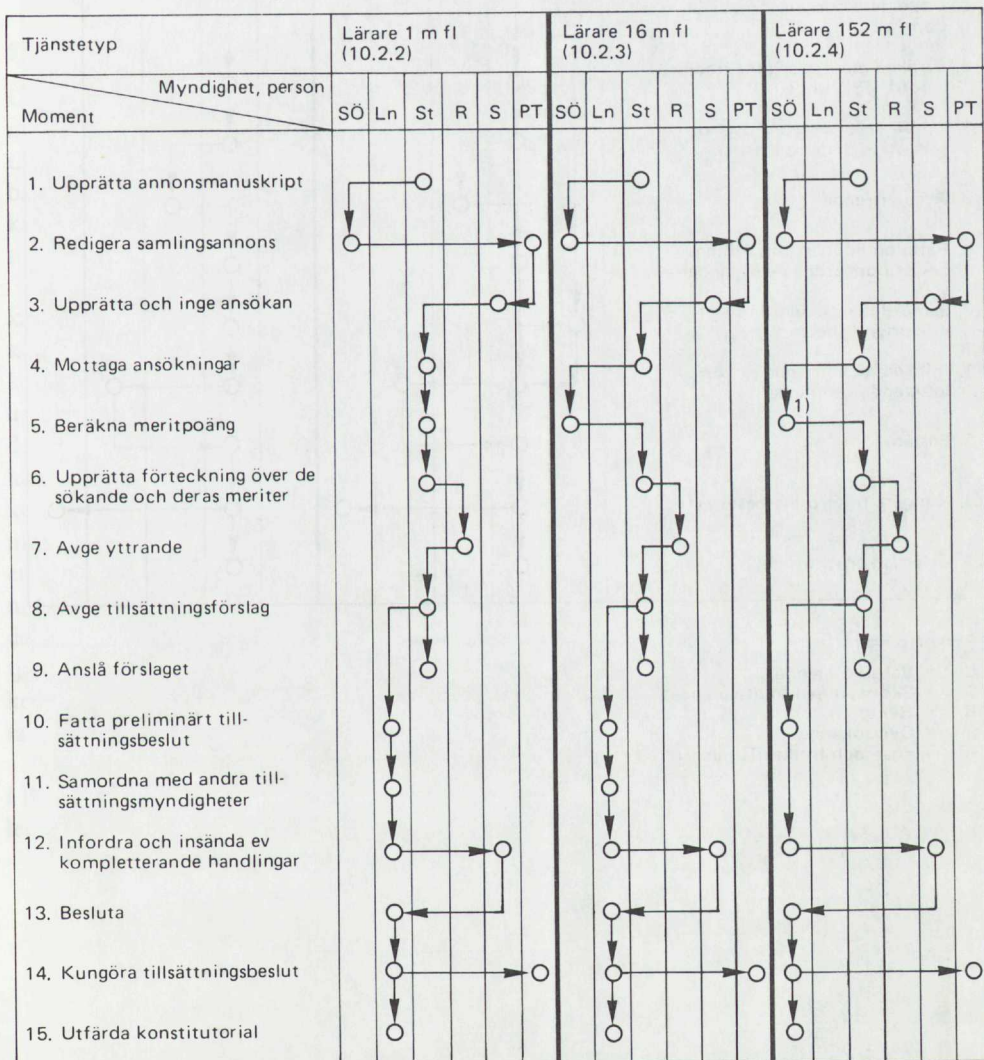 Tjänstetyp
Lärare 1 m fl
(10.2.2)
Lärare 16 m fl
(10.2.3)
Lärare 152 m fl
(10.2.4)
Myndighet, person
Moment
SÖ Ln St R S PT SÖ Ln St R S PT SÖ Ln St R S PT
1. Upprätta annonsmanuskript
2. Redigera samlingsannons
3. Upprätta och inge ansökan
4. Mottaga ansökningar
1)
5. Beräkna meritpoäng
6. Upprätta förteckning över de
sökande och deras meriter
7. Avge yttrande
8. Avge tillsättningsförslag
9. Anslå förslaget
10. Fatta preliminärt till-
sättningsbeslut
11. Samordna med andra till-
sättningsmyndigheter
12. Infordra och insända ev
kompletterande handlingar
13. Besluta
14. Kungöra tillsättningsbeslut
15. Utfärda konstitutorial